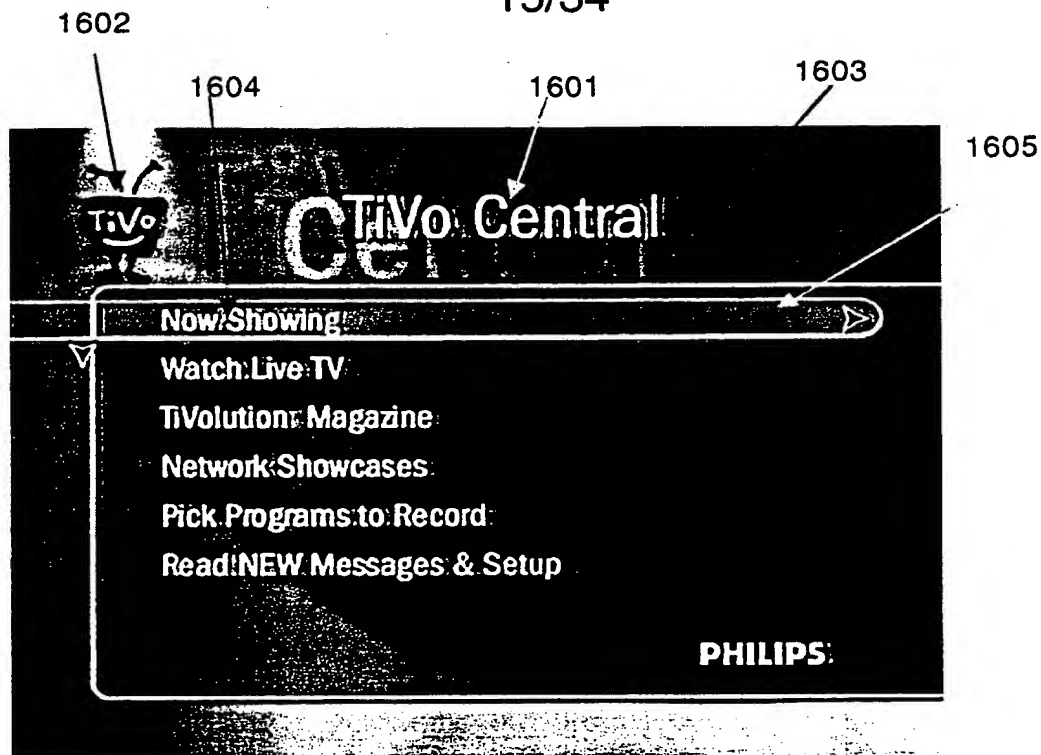 15/34
1602
1604
1601
1603
1605
TiVo
TiVo Central
Ce
Now Showing
Watch Live TV
TiVolution Magazine
Network Showcases
Pick Programs to Record
Read NEW Messages & Setup
PHILIPS